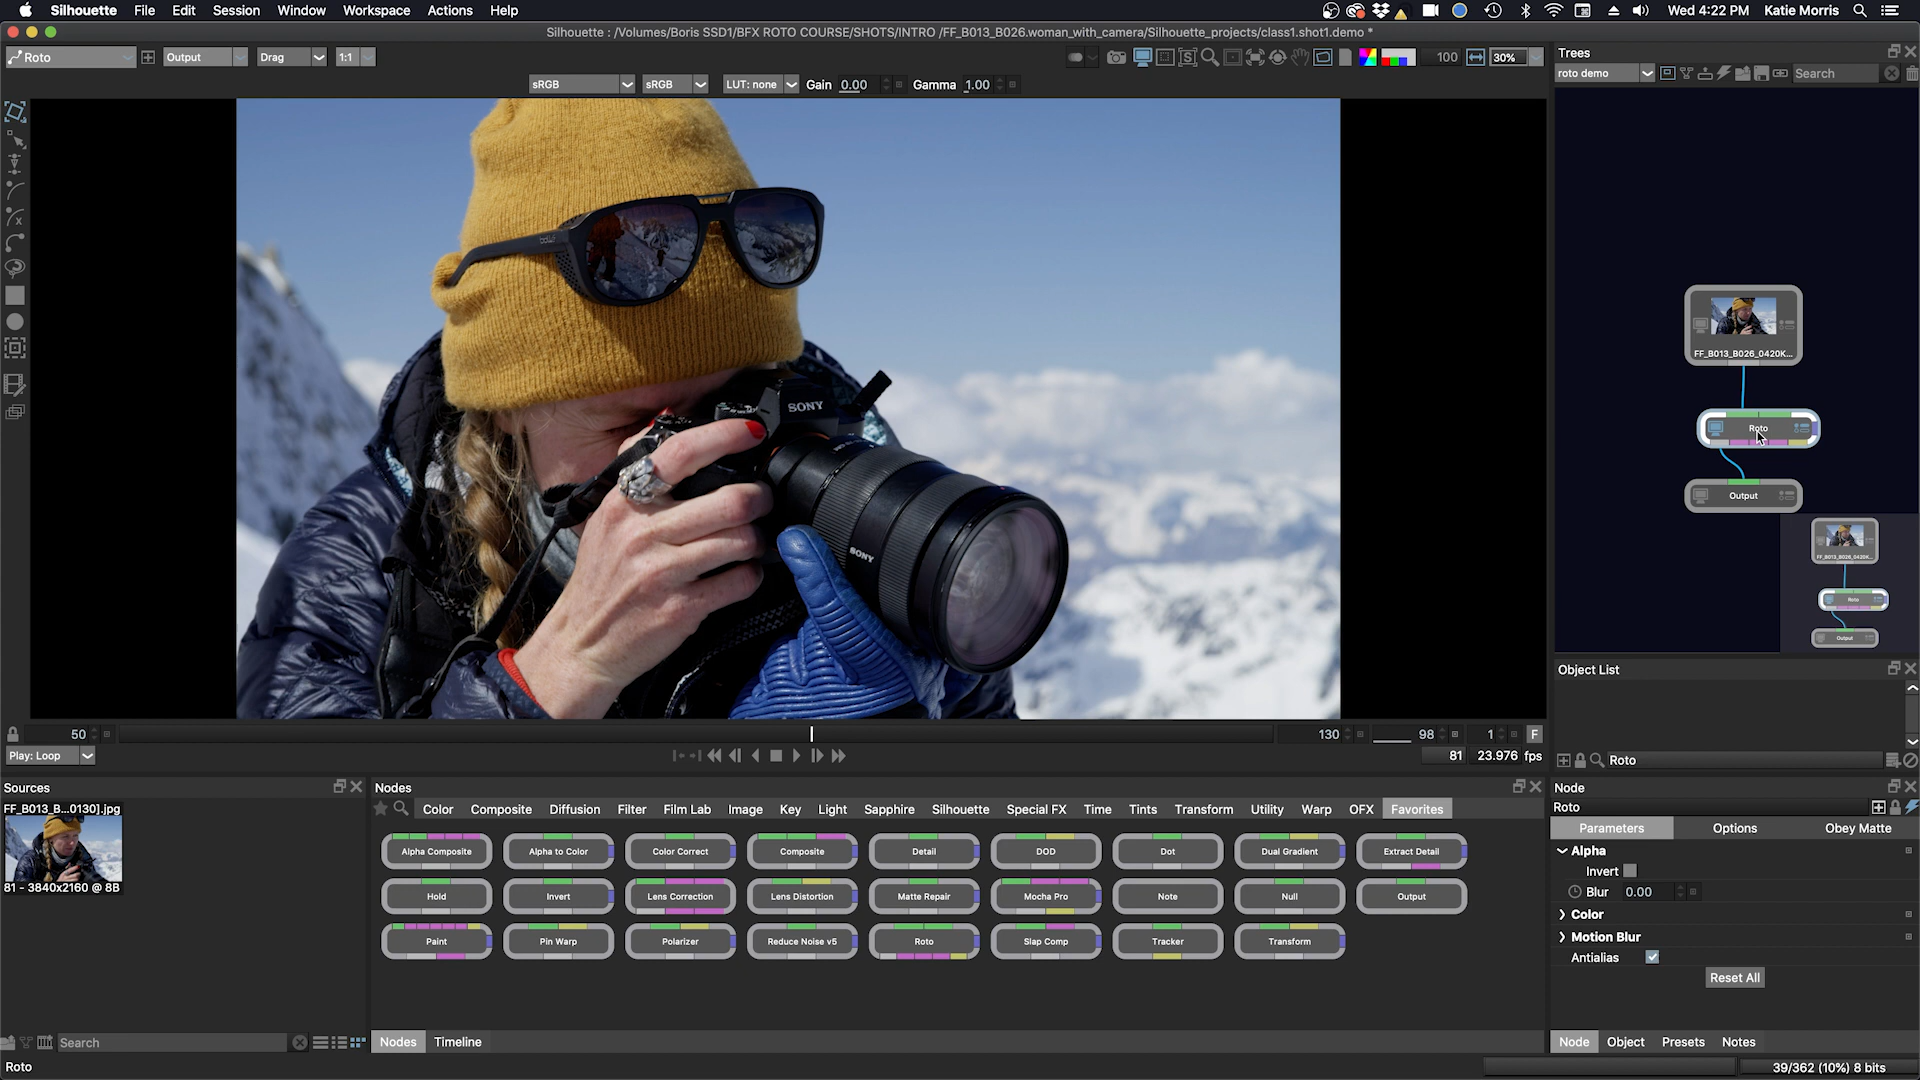 Silhouette File Edit Session Window Workspace Actions Help
Wed 4:22 PM Katie Morris
Silhouette : /Volumes/Boris SSD1/BFX ROTO COURSE/SHOTS/INTRO /FF_B013_B026.woman_with_camera/Silhouette_projects/class1.shot1.demo *
Roto Output Drag 1:1 100 30%
sRGB sRGB LUT: none Gain 0.00 Gamma 1.00
Trees
roto demo Search
bollé
SONY
SONY
FF_B013_B026_0420K...
Roto
Output
FF_B013_B026_0420K...
Roto
Output
Object List
Roto
50 130 98 1 F
Play: Loop 81 23.976 fps
Sources
FF_B013_B...0130].jpg
81 - 3840x2160 @ 8B
Search
Nodes
Color Composite Diffusion Filter Film Lab Image Key Light Sapphire Silhouette Special FX Time Tints Transform Utility Warp OFX Favorites
Alpha Composite Alpha to Color Color Correct Composite Detail DOD Dot Dual Gradient Extract Detail
Hold Invert Lens Correction Lens Distortion Matte Repair Mocha Pro Note Null Output
Paint Pin Warp Polarizer Reduce Noise v5 Roto Slap Comp Tracker Transform
Nodes Timeline
Node
Roto
Parameters Options Obey Matte
Alpha
Invert
Blur 0.00
Color
Motion Blur
Antialias
Reset All
Node Object Presets Notes
Roto
39/362 (10%) 8 bits